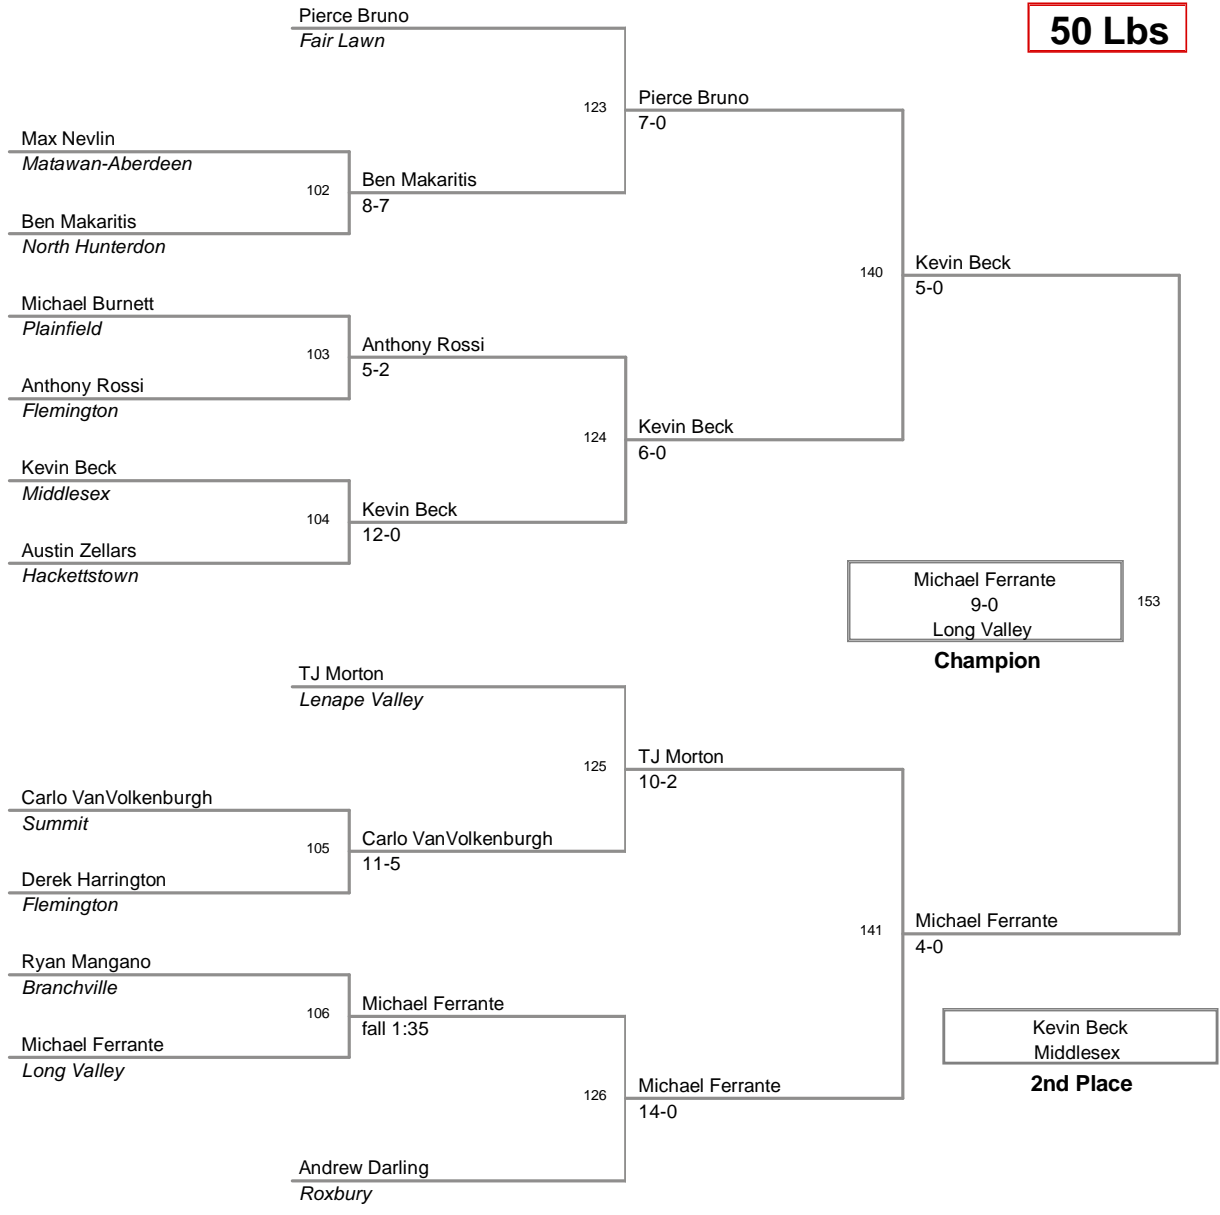 50 Lbs
Pierce Bruno
Fair Lawn
123
Pierce Bruno
7-0
Max Nevlin
Matawan-Aberdeen
102
Ben Makaritis
8-7
Ben Makaritis
North Hunterdon
140
Kevin Beck
5-0
Michael Burnett
Plainfield
103
Anthony Rossi
5-2
Anthony Rossi
Flemington
124
Kevin Beck
6-0
Kevin Beck
Middlesex
104
Kevin Beck
12-0
Austin Zellars
Hackettstown
Michael Ferrante
9-0
Long Valley
Champion
153
TJ Morton
Lenape Valley
125
TJ Morton
10-2
Carlo VanVolkenburgh
Summit
105
Carlo VanVolkenburgh
11-5
Derek Harrington
Flemington
141
Michael Ferrante
4-0
Ryan Mangano
Branchville
106
Michael Ferrante
fall 1:35
Michael Ferrante
Long Valley
Kevin Beck
Middlesex
2nd Place
126
Michael Ferrante
14-0
Andrew Darling
Roxbury